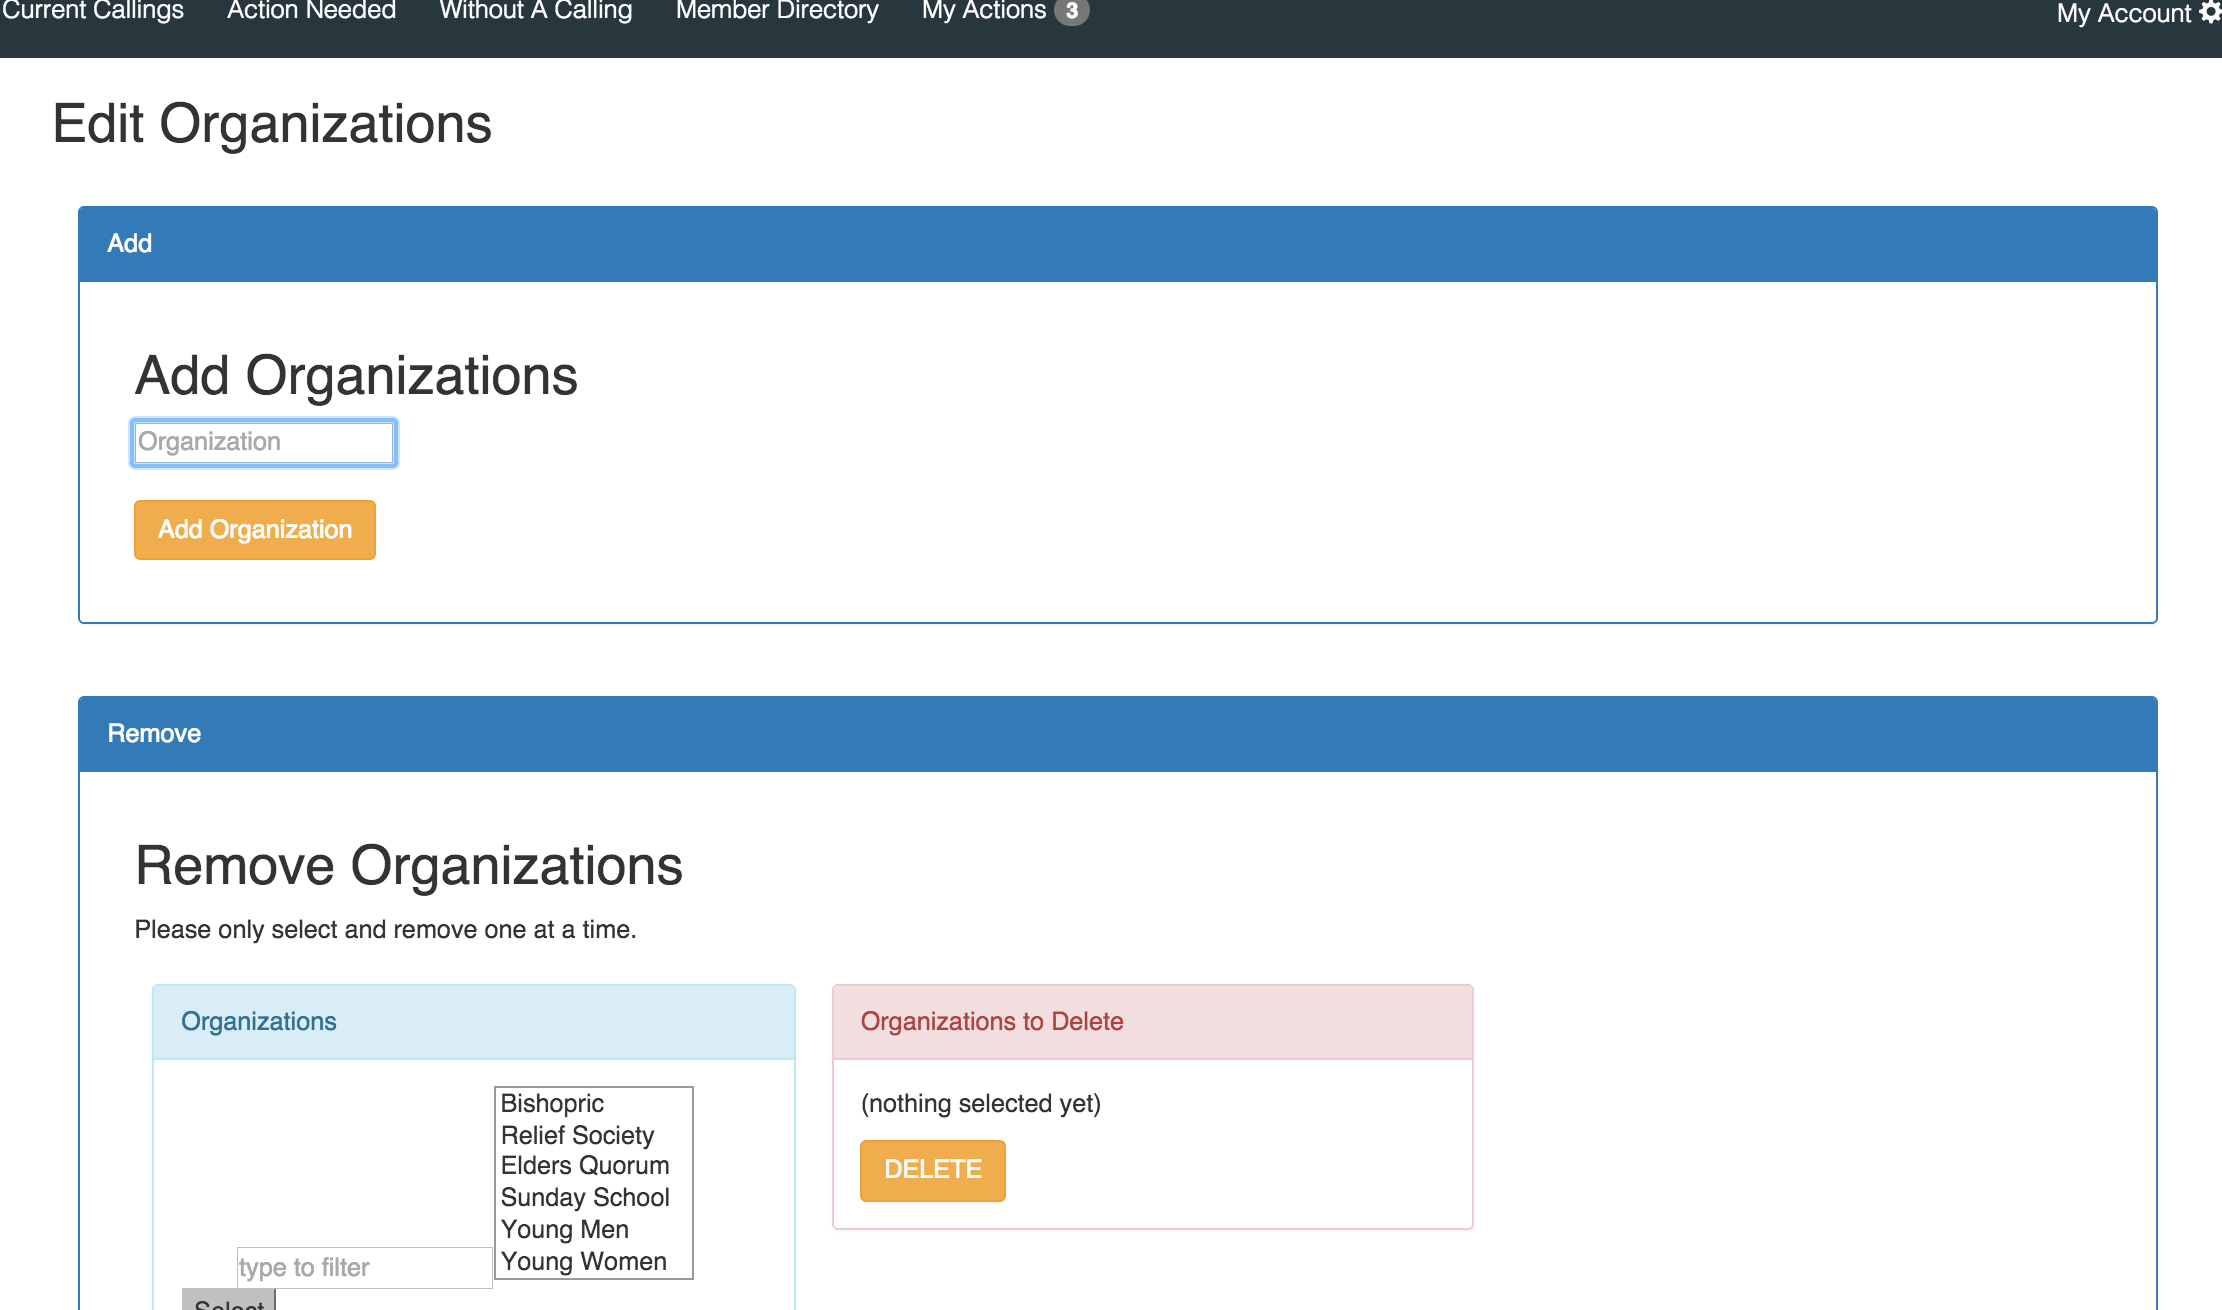 Current Callings Action Needed Without A Calling Member Directory My Actions 3 My Account
Edit Organizations
Add
Add Organizations
Organization
Add Organization
Remove
Remove Organizations
Please only select and remove one at a time.
Organizations
Organizations to Delete
Bishopric
Relief Society
Elders Quorum
Sunday School
Young Men
Young Women
type to filter
Select
(nothing selected yet)
DELETE